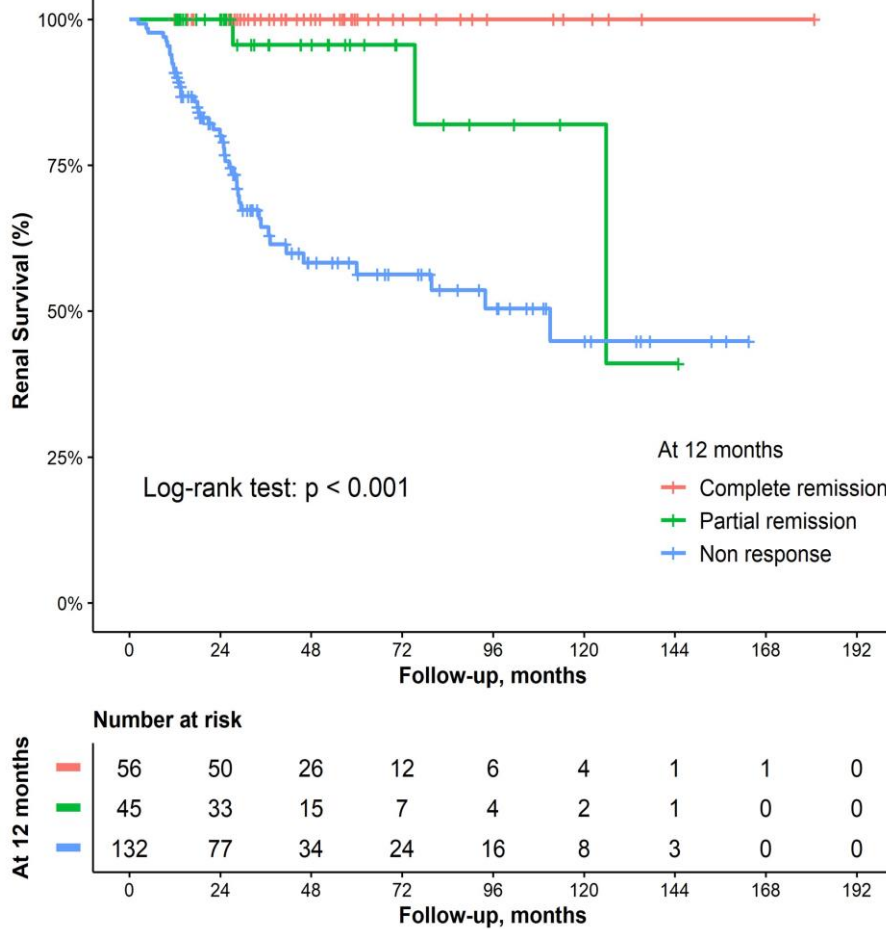 100%
75%
50%
25%
0%
Renal Survival (%)
Log-rank test: p < 0.001
At 12 months
Complete remission
Partial remission
Non response
0 24 48 72 96 120 144 168 192
Follow-up, months
Number at risk
At 12 months
56 50 26 12 6 4 1 1 0
45 33 15 7 4 2 1 0 0
132 77 34 24 16 8 3 0 0
0 24 48 72 96 120 144 168 192
Follow-up, months